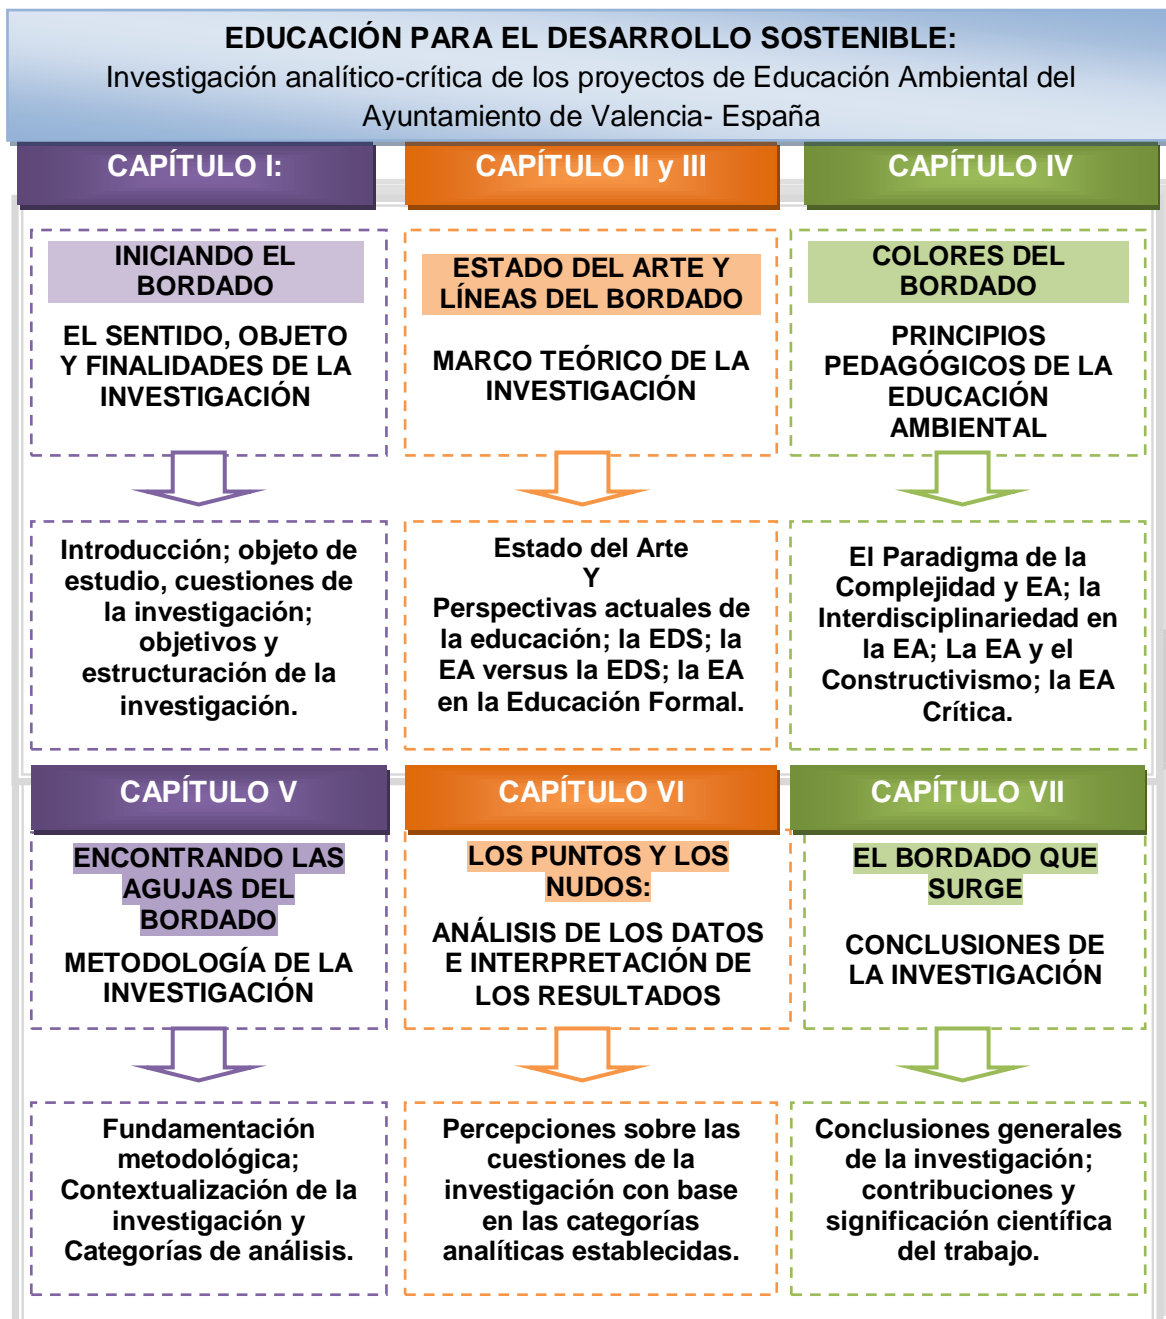 EDUCACIÓN PARA EL DESARROLLO SOSTENIBLE:
Investigación analítico-crítica de los proyectos de Educación Ambiental del
Ayuntamiento de Valencia- España
CAPÍTULO I:
INICIANDO EL
BORDADO
EL SENTIDO, OBJETO
Y FINALIDADES DE LA
INVESTIGACIÓN
Introducción; objeto de
estudio, cuestiones de
la investigación;
objetivos y
estructuración de la
investigación.
CAPÍTULO II y III
ESTADO DEL ARTE Y
LÍNEAS DEL BORDADO
MARCO TEÓRICO DE LA
INVESTIGACIÓN
Estado del Arte
Y
Perspectivas actuales de
la educación; la EDS; la
EA versus la EDS; la EA
en la Educación Formal.
CAPÍTULO IV
COLORES DEL
BORDADO
PRINCIPIOS
PEDAGÓGICOS DE LA
EDUCACIÓN
AMBIENTAL
El Paradigma de la
Complejidad y EA; la
Interdisciplinariedad en
la EA; La EA y el
Constructivismo; la EA
Crítica.
CAPÍTULO V
ENCONTRANDO LAS
AGUJAS DEL
BORDADO
METODOLOGÍA DE LA
INVESTIGACIÓN
Fundamentación
metodológica;
Contextualización de la
investigación y
Categorías de análisis.
CAPÍTULO VI
LOS PUNTOS Y LOS
NUDOS:
ANÁLISIS DE LOS DATOS
E INTERPRETACIÓN DE
LOS RESULTADOS
Percepciones sobre las
cuestiones de la
investigación con base
en las categorías
analíticas establecidas.
CAPÍTULO VII
EL BORDADO QUE
SURGE
CONCLUSIONES DE
LA INVESTIGACIÓN
Conclusiones generales
de la investigación;
contribuciones y
significación científica
del trabajo.